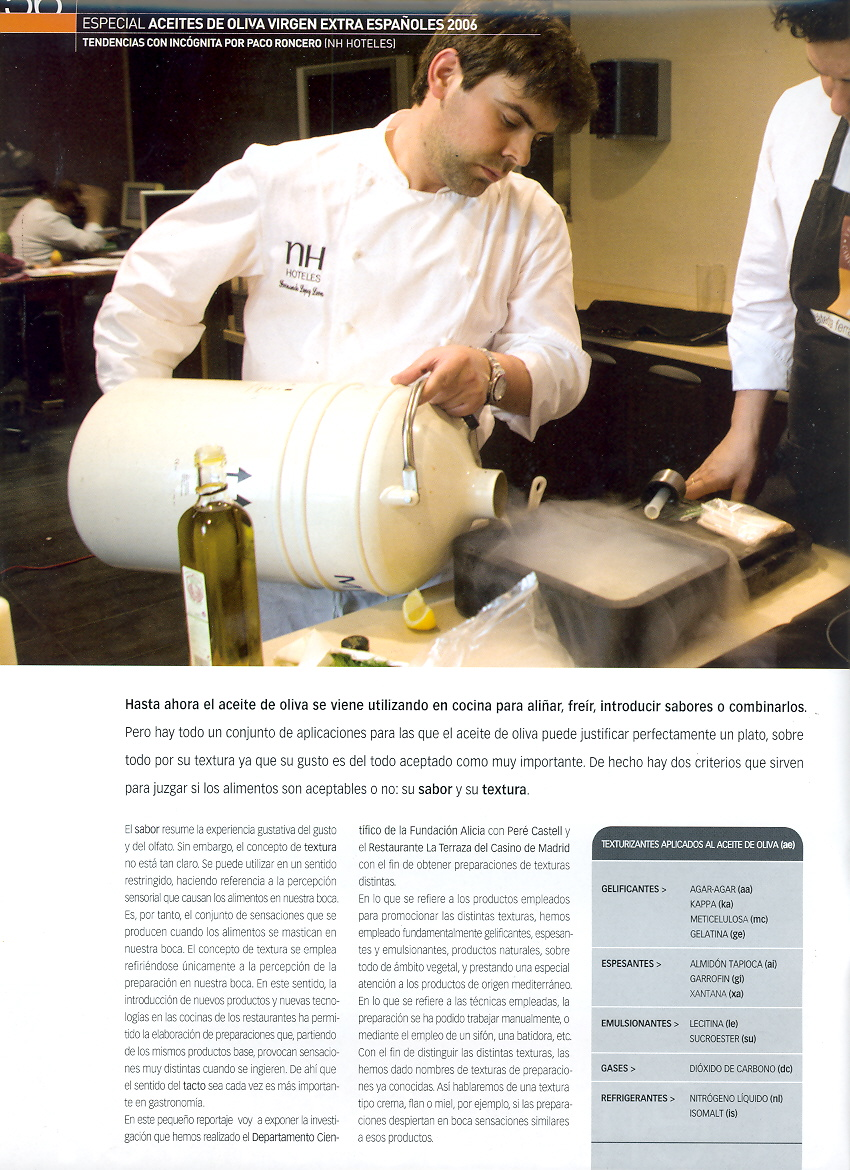 ESPECIAL ACEITES DE OLIVA VIRGEN EXTRA ESPAÑOLES 2006
TENDENCIAS CON INCÓGNITA POR PACO RONCERO (NH HOTELES)
nH
HOTELES
Hasta ahora el aceite de oliva se viene utilizando en cocina para aliñar, freír, introducir sabores o combinarlos.
Pero hay todo un conjunto de aplicaciones para las que el aceite de oliva puede justificar perfectamente un plato, sobre
todo por su textura ya que su gusto es del todo aceptado como muy importante. De hecho hay dos criterios que sirven
para juzgar si los alimentos son aceptables o no: su sabor y su textura.
El sabor resume la experiencia gustativa del gusto
y del olfato. Sin embargo, el concepto de textura
no está tan claro. Se puede utilizar en un sentido
restringido, haciendo referencia a la percepción
sensorial que causan los alimentos en nuestra boca.
Es, por tanto, el conjunto de sensaciones que se
producen cuando los alimentos se mastican en
nuestra boca. El concepto de textura se emplea
refiriéndose únicamente a la percepción de la
preparación en nuestra boca. En este sentido, la
introducción de nuevos productos y nuevas tecno-
logías en las cocinas de los restaurantes ha permi-
tido la elaboración de preparaciones que, partiendo
de los mismos productos base, provocan sensacio-
nes muy distintas cuando se ingieren. De ahí que
el sentido del tacto sea cada vez es más importan-
te en gastronomía.
En este pequeño reportaje voy a exponer la investi-
gación que hemos realizado el Departamento Cien-
tífico de la Fundación Alicia con Peré Castell y
el Restaurante La Terraza del Casino de Madrid
con el fin de obtener preparaciones de texturas
distintas.
En lo que se refiere a los productos empleados
para promocionar las distintas texturas, hemos
empleado fundamentalmente gelificantes, espesan-
tes y emulsionantes, productos naturales, sobre
todo de ámbito vegetal, y prestando una especial
atención a los productos de origen mediterráneo.
En lo que se refiere a las técnicas empleadas, la
preparación se ha podido trabajar manualmente, o
mediante el empleo de un sifón, una batidora, etc.
Con el fin de distinguir las distintas texturas, las
hemos dado nombres de texturas de preparacio-
nes ya conocidas. Así hablaremos de una textura
tipo crema, flan o miel, por ejemplo, si las prepara-
ciones despiertan en boca sensaciones similares
a esos productos.
TEXTURIZANTES APLICADOS AL ACEITE DE OLIVA (ae)
GELIFICANTES > AGAR-AGAR (aa)
KAPPA (ka)
METICELULOSA (mc)
GELATINA (ge)
ESPESANTES > ALMIDÓN TAPIOCA (al)
GARROFIN (gi)
XANTANA (xa)
EMULSIONANTES > LECITINA (le)
SUCROESTER (su)
GASES > DIÓXIDO DE CARBONO (dc)
REFRIGERANTES > NITRÓGENO LÍQUIDO (nl)
ISOMALT (is)